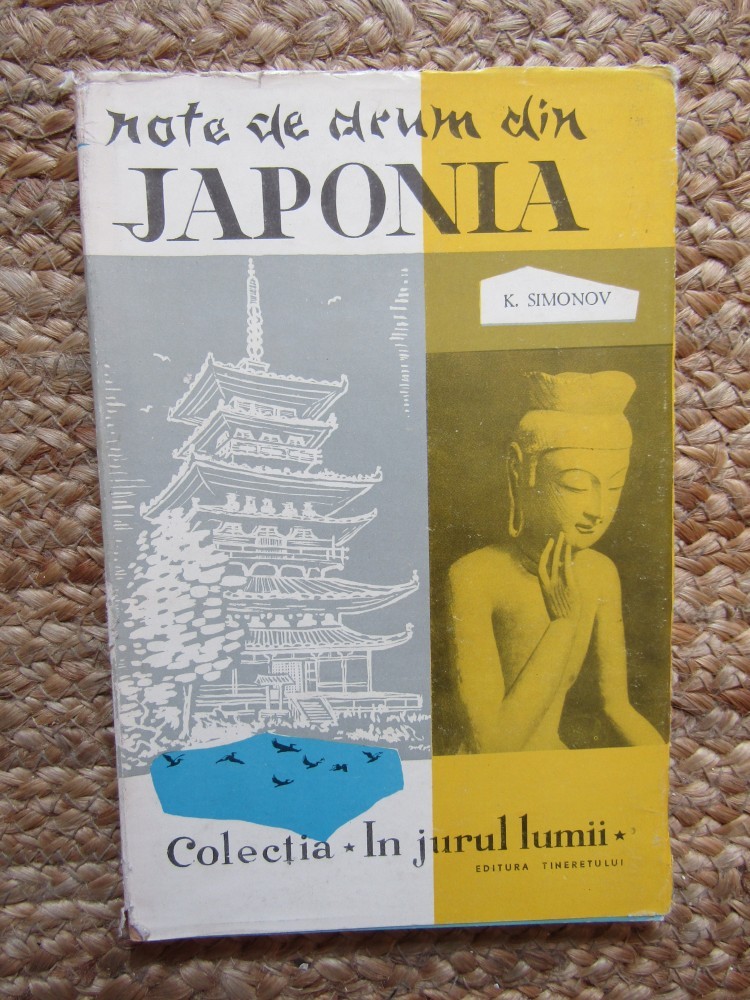 note de drum din
JAPONIA
K. SIMONOV
Colecția ★ In jurul lumii ★
EDITURA TINERETULUI